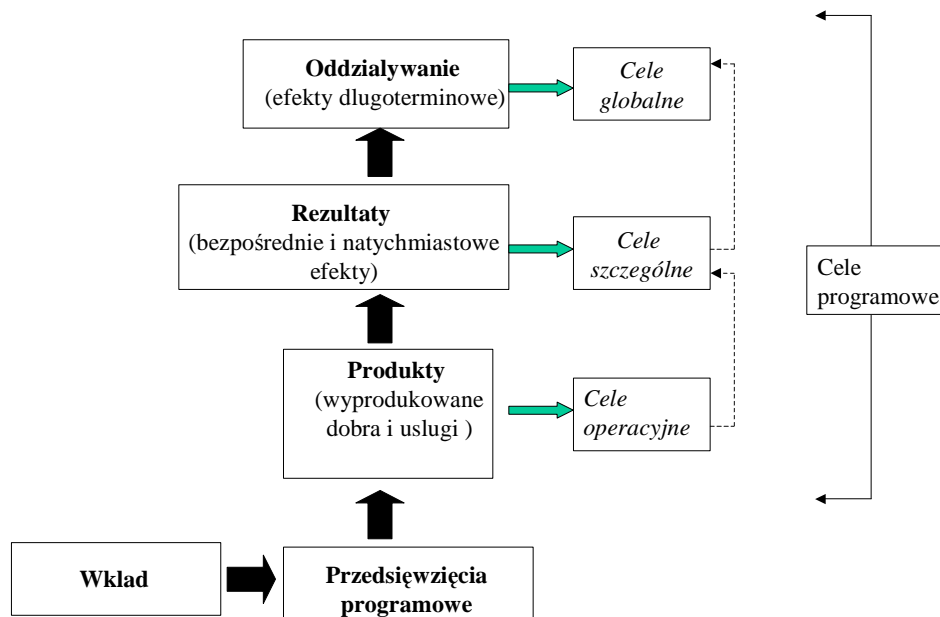 Oddzialywanie
(efekty dlugoterminowe)
Cele
globalne
Rezultaty
(bezpośrednie i natychmiastowe
efekty)
Cele
szczególne
Cele
programowe
Produkty
(wyprodukowane
dobra i uslugi )
Cele
operacyjne
Wklad
Przedsięwzięcia
programowe